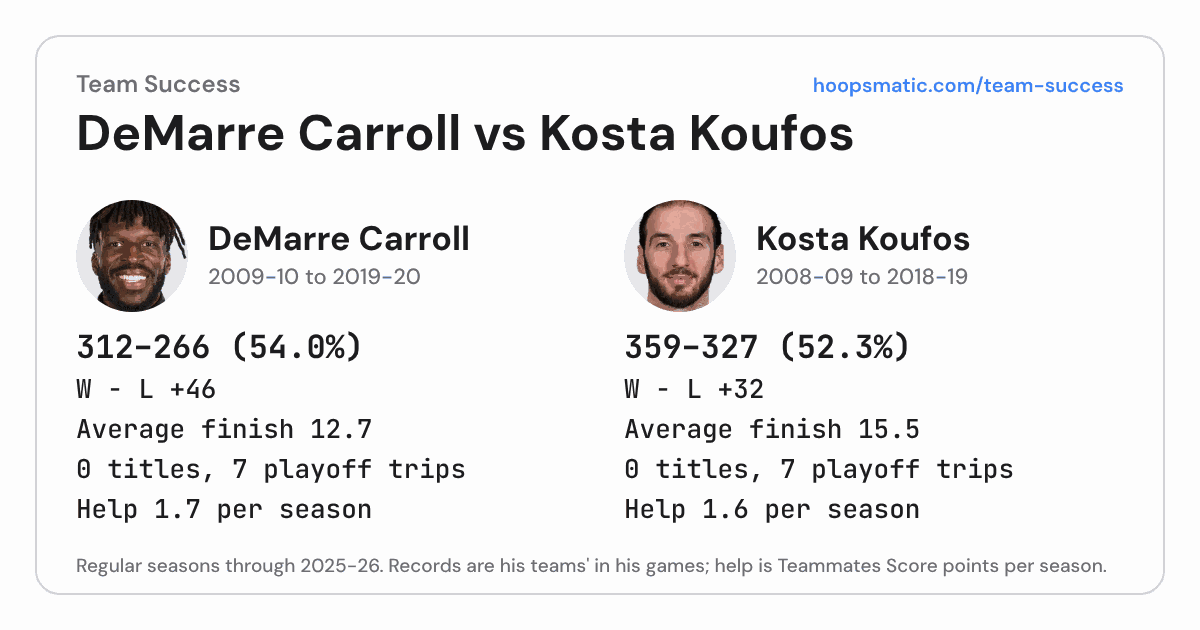 Team Success
hoopsmatic.com/team-success
DeMarre Carroll vs Kosta Koufos
DeMarre Carroll
2009-10 to 2019-20
312-266 (54.0%)
W - L +46
Average finish 12.7
0 titles, 7 playoff trips
Help 1.7 per season
Kosta Koufos
2008-09 to 2018-19
359-327 (52.3%)
W - L +32
Average finish 15.5
0 titles, 7 playoff trips
Help 1.6 per season
Regular seasons through 2025-26. Records are his teams' in his games; help is Teammates Score points per season.